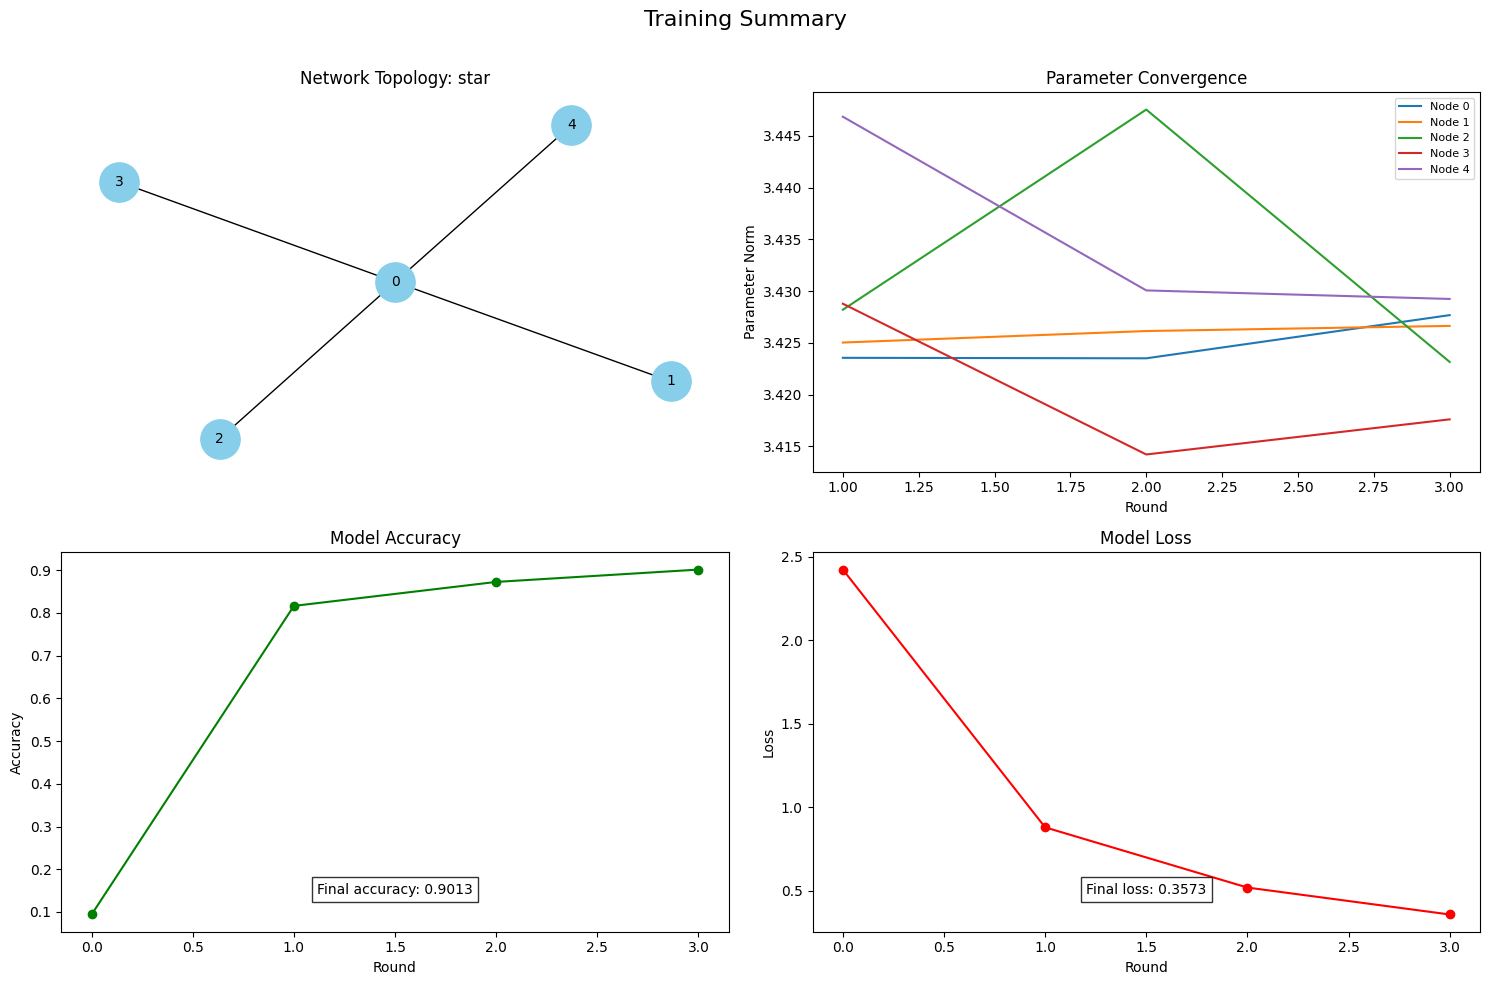 Training Summary
Network Topology: star
4
3
0
1
2
Parameter Convergence
Node 0
Node 1
Node 2
Node 3
Node 4
3.445
3.440
3.435
3.430
3.425
3.420
3.415
Parameter Norm
1.00 1.25 1.50 1.75 2.00 2.25 2.50 2.75 3.00
Round
Model Accuracy
0.9
0.8
0.7
0.6
0.5
0.4
0.3
0.2
0.1
Accuracy
Final accuracy: 0.9013
0.0 0.5 1.0 1.5 2.0 2.5 3.0
Round
Model Loss
2.5
2.0
1.5
1.0
0.5
Loss
Final loss: 0.3573
0.0 0.5 1.0 1.5 2.0 2.5 3.0
Round